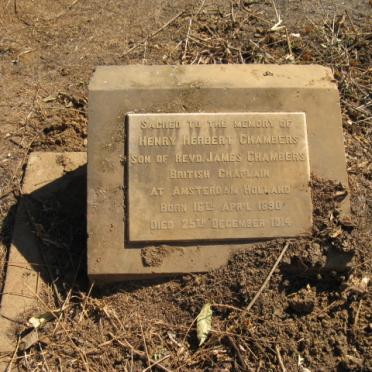 SACRED TO THE MEMORY OF
HENRY HERBERT CHAMBERS
SON OF REVD. JAMES CHAMBERS
BRITISH CHAPLAIN
AT AMSTERDAM HOLLAND
BORN 16TH APRIL 1890
DIED 25TH DECEMBER 1914